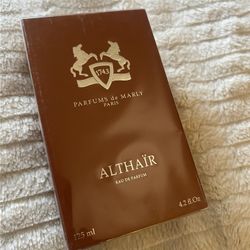 1743
PARFUMS de MARLY
PARIS
ALTHAÏR
EAU DE PARFUM
125 ml
4.2 fl.Oz